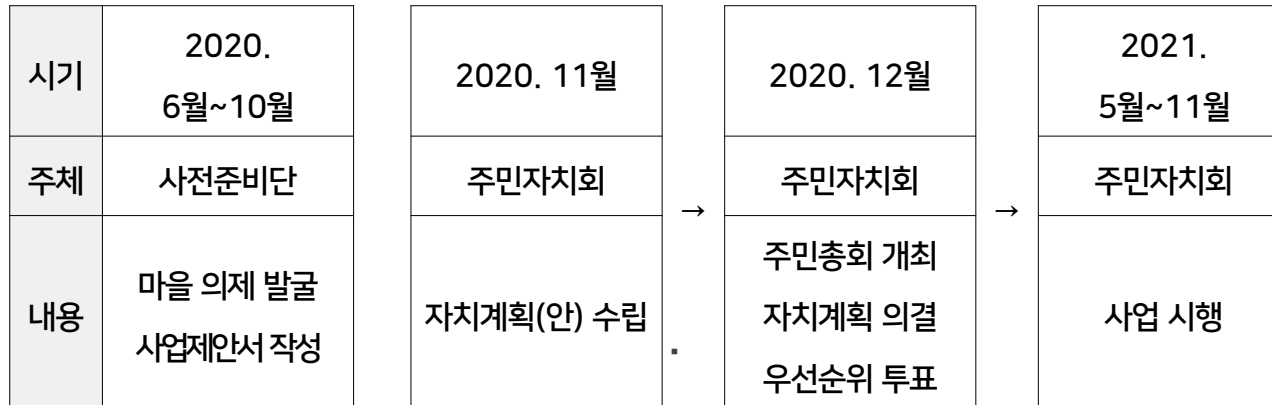 시기
2020.
6월~10월
2020. 11월
2020. 12월
2021.
5월~11월
주체
사전준비단
주민자치회
주민자치회
주민자치회
→
→
내용
마을 의제 발굴
사업제안서 작성
자치계획(안) 수립
주민총회 개최
자치계획 의결
우선순위 투표
사업 시행